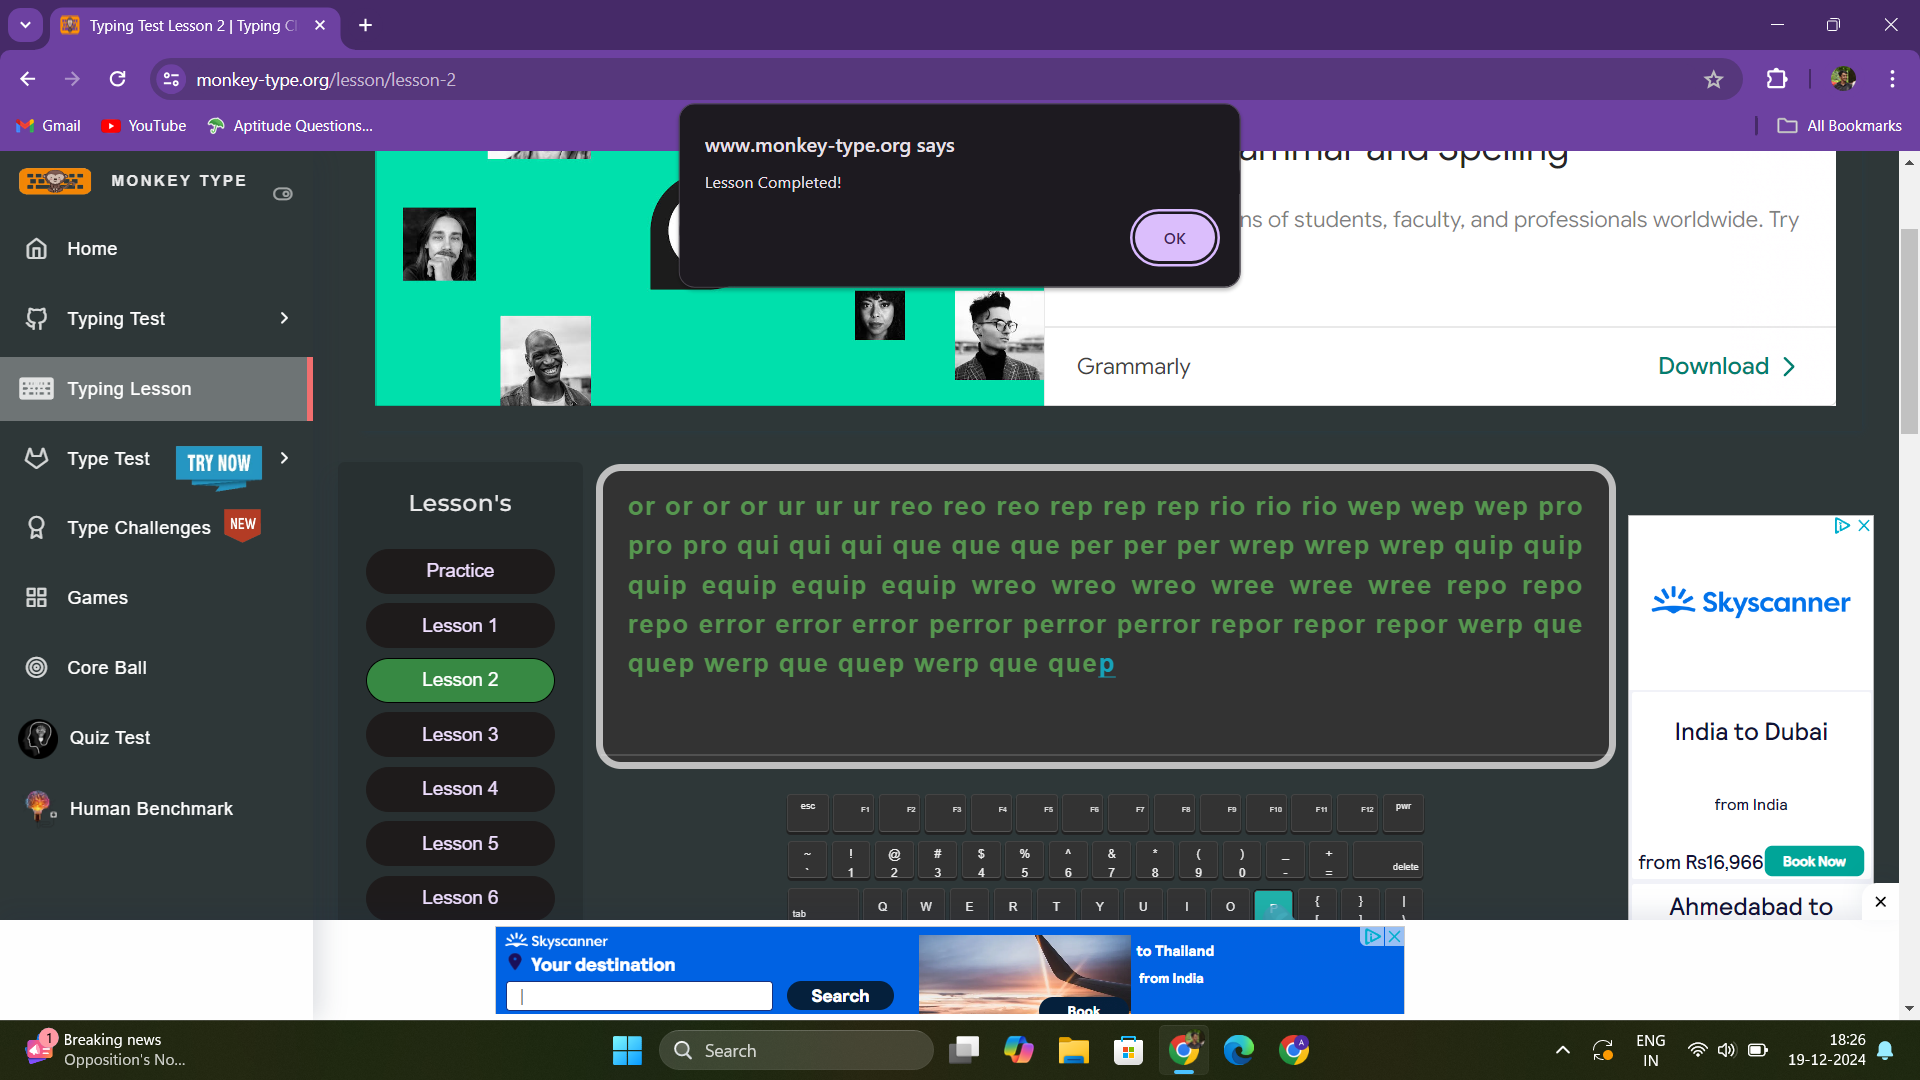 Typing Test Lesson 2 | Typing Cl
monkey-type.org/lesson/lesson-2
Gmail
YouTube
Aptitude Questions...
All Bookmarks
www.monkey-type.org says
Lesson Completed!
OK
MONKEY TYPE
Home
Typing Test
Typing Lesson
Type Test
TRY NOW
Type Challenges
NEW
Games
Core Ball
Quiz Test
Human Benchmark
ammar and Spelling
ns of students, faculty, and professionals worldwide. Try
Grammarly
Download
Lesson's
Practice
Lesson 1
Lesson 2
Lesson 3
Lesson 4
Lesson 5
Lesson 6
or or or or ur ur ur reo reo reo rep rep rep rio rio rio wep wep wep pro
pro pro qui qui qui que que que per per per wrep wrep wrep quip quip
quip equip equip equip wreo wreo wreo wree wree wree repo repo
repo error error error perror perror perror repor repor repor werp que
quep werp que quep werp que quep
esc F1 F2 F3 F4 F5 F6 F7 F8 F9 F10 F11 F12 pwr
~ ! @ # $ % ^ & * ( ) _ +
` 1 2 3 4 5 6 7 8 9 0 - = delete
tab Q W E R T Y U I O P { } |
Skyscanner
India to Dubai
from India
from Rs16,966
Book Now
Ahmedabad to
Skyscanner
Your destination
Search
to Thailand
from India
Book
1
Breaking news
Opposition's No...
Search
ENG
IN
18:26
19-12-2024